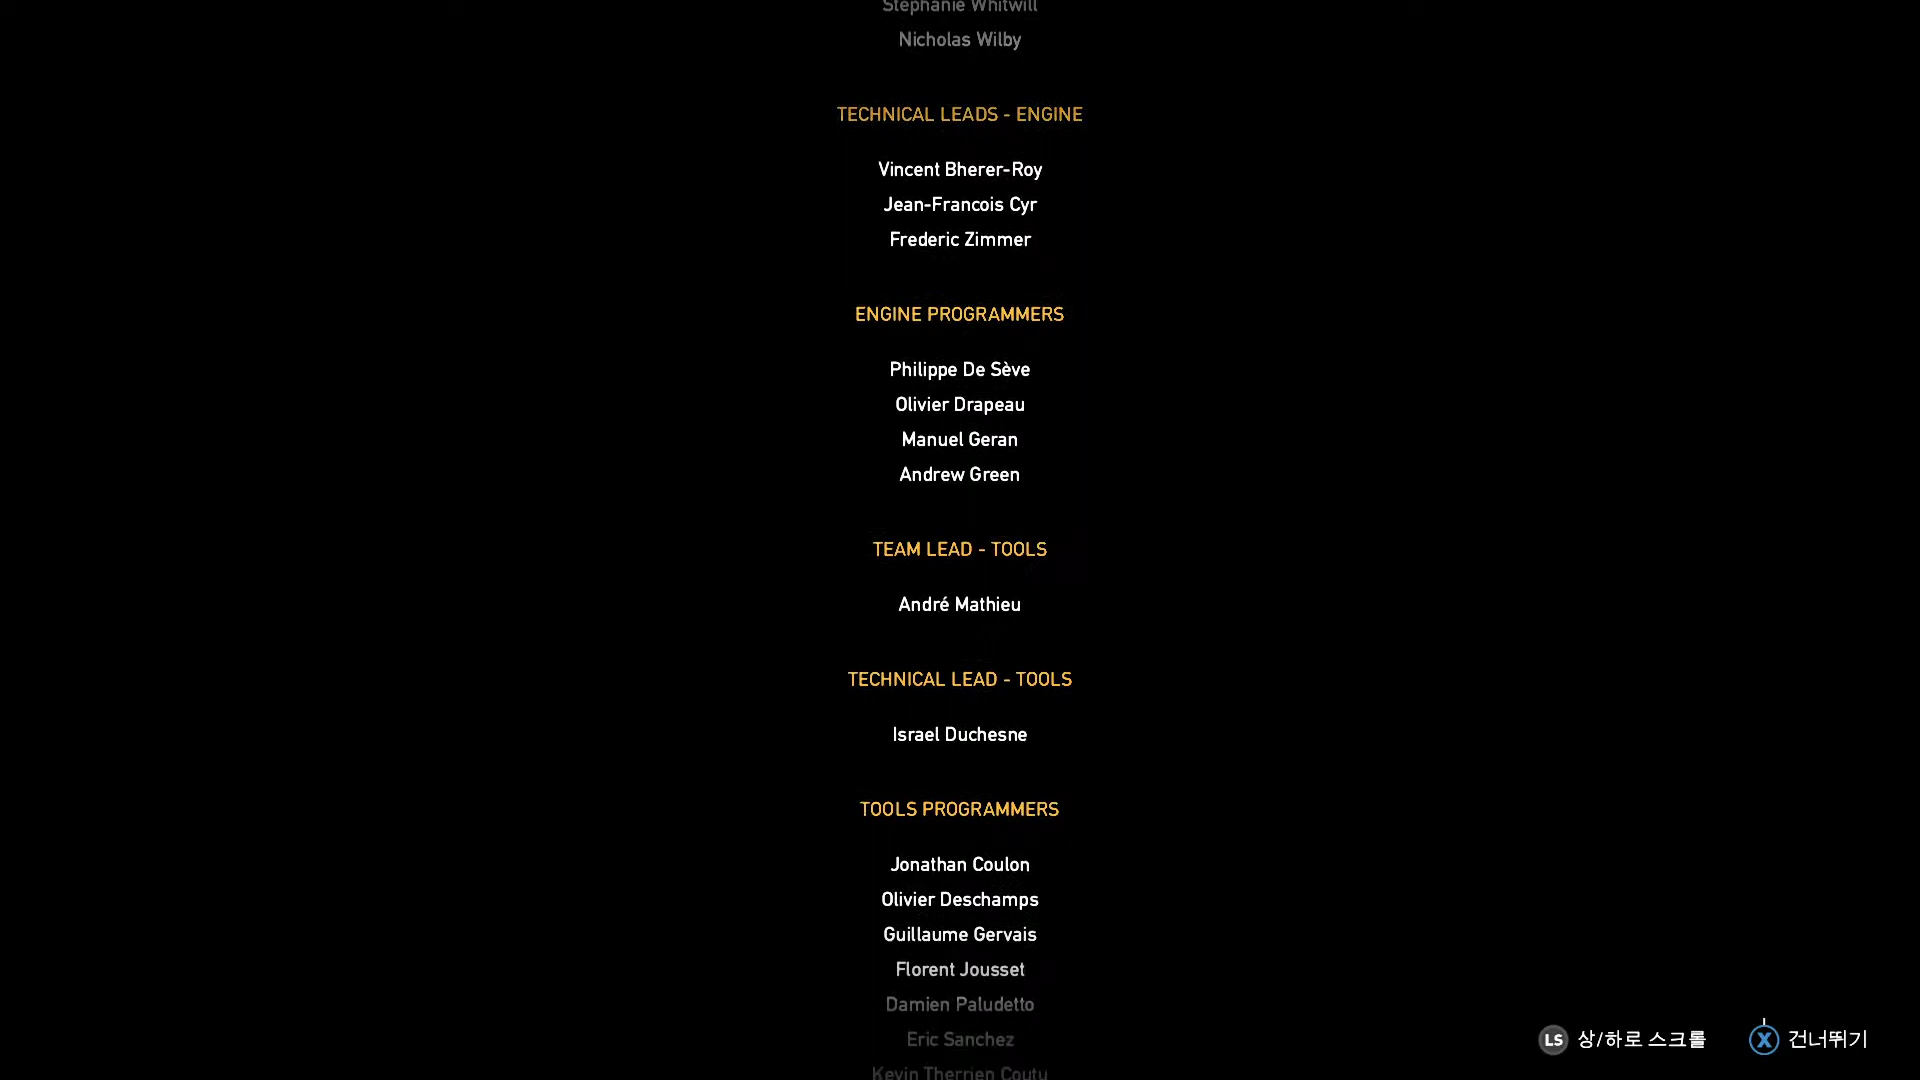 Stephanie Whitwill
Nicholas Wilby
TECHNICAL LEADS - ENGINE
Vincent Bherer-Roy
Jean-Francois Cyr
Frederic Zimmer
ENGINE PROGRAMMERS
Philippe De Sève
Olivier Drapeau
Manuel Geran
Andrew Green
TEAM LEAD - TOOLS
André Mathieu
TECHNICAL LEAD - TOOLS
Israel Duchesne
TOOLS PROGRAMMERS
Jonathan Coulon
Olivier Deschamps
Guillaume Gervais
Florent Jousset
Damien Paludetto
Eric Sanchez
Kevin Therrien Coutu
LS 상/하로 스크롤 X 건너뛰기